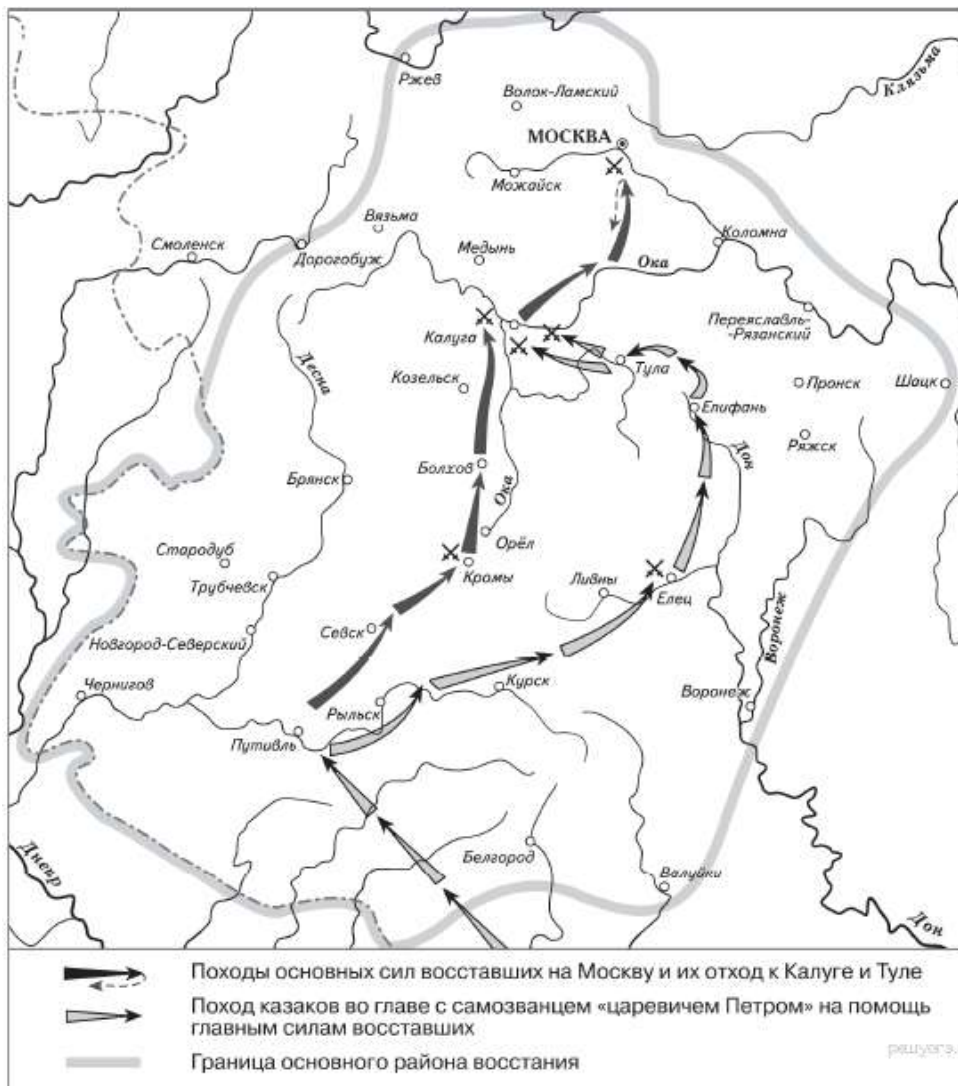 Ржев
Волок-Ламский
Клязьма
МОСКВА
Можайск
Вязьма
Смоленск
Дорогобуж
Медынь
Коломна
Ока
Переяславль-
-Рязанский
Калуга
Тула
Десна
Козельск
Пронск
Шацк
Епифань
Ряжск
Дон
Болхов
Брянск
Ока
Орёл
Стародуб
Кромы
Трубчевск
Ливны
Елец
Воронеж
Севск
Новгород-Северский
Чернигов
Курск
Рыльск
Воронеж
Путивль
Белгород
Валуйки
Днепр
Дон
Походы основных сил восставших на Москву и их отход к Калуге и Туле
Поход казаков во главе с самозванцем «царевичем Петром» на помощь
главным силам восставших
Граница основного района восстания
решуегэ.